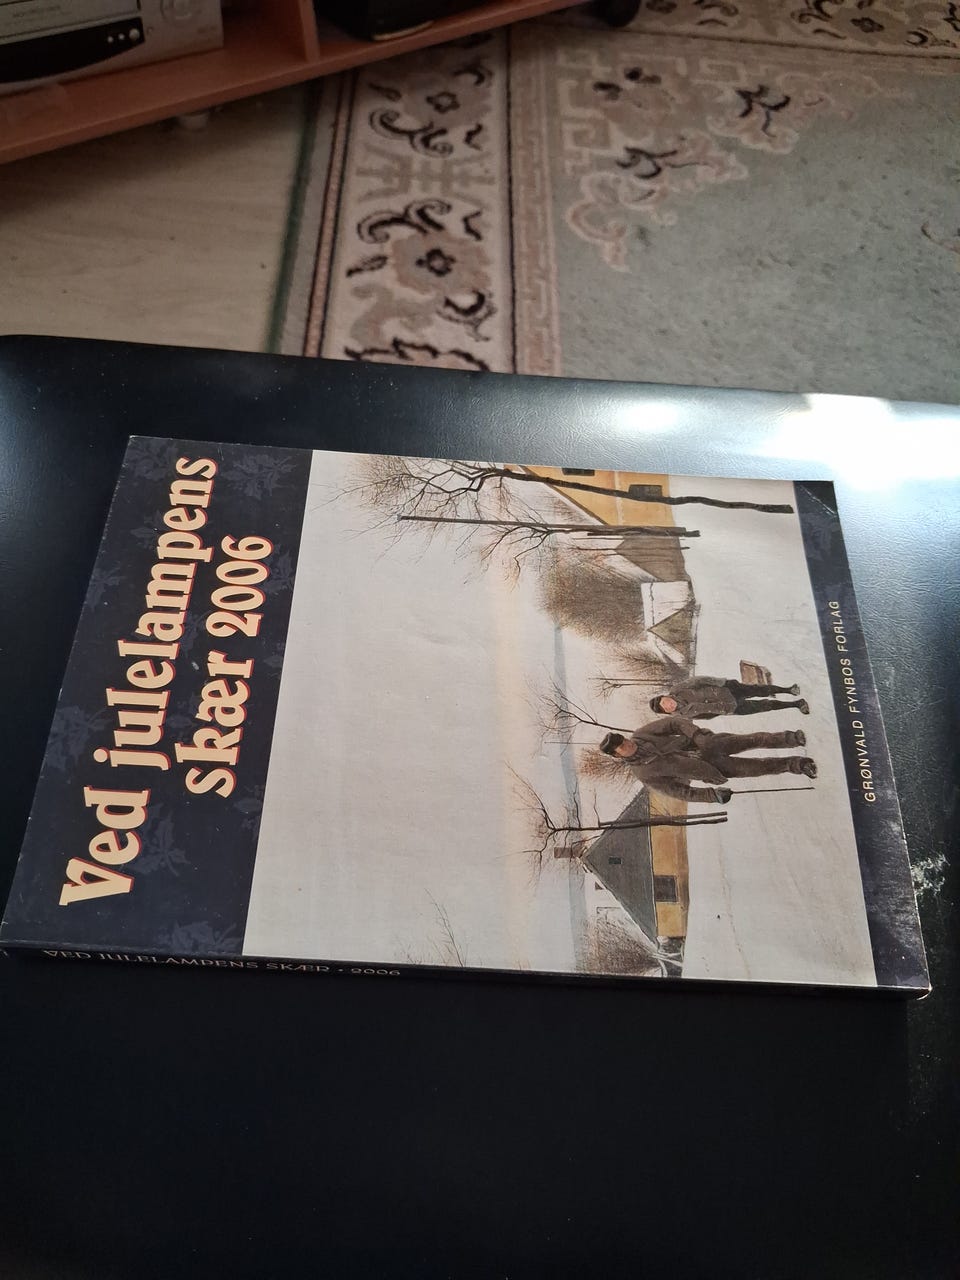 Ved julelampens
skær 2006
GRØNVALD FYNBOS FORLAG
VED JULELAMPENS SKÆR • 2006